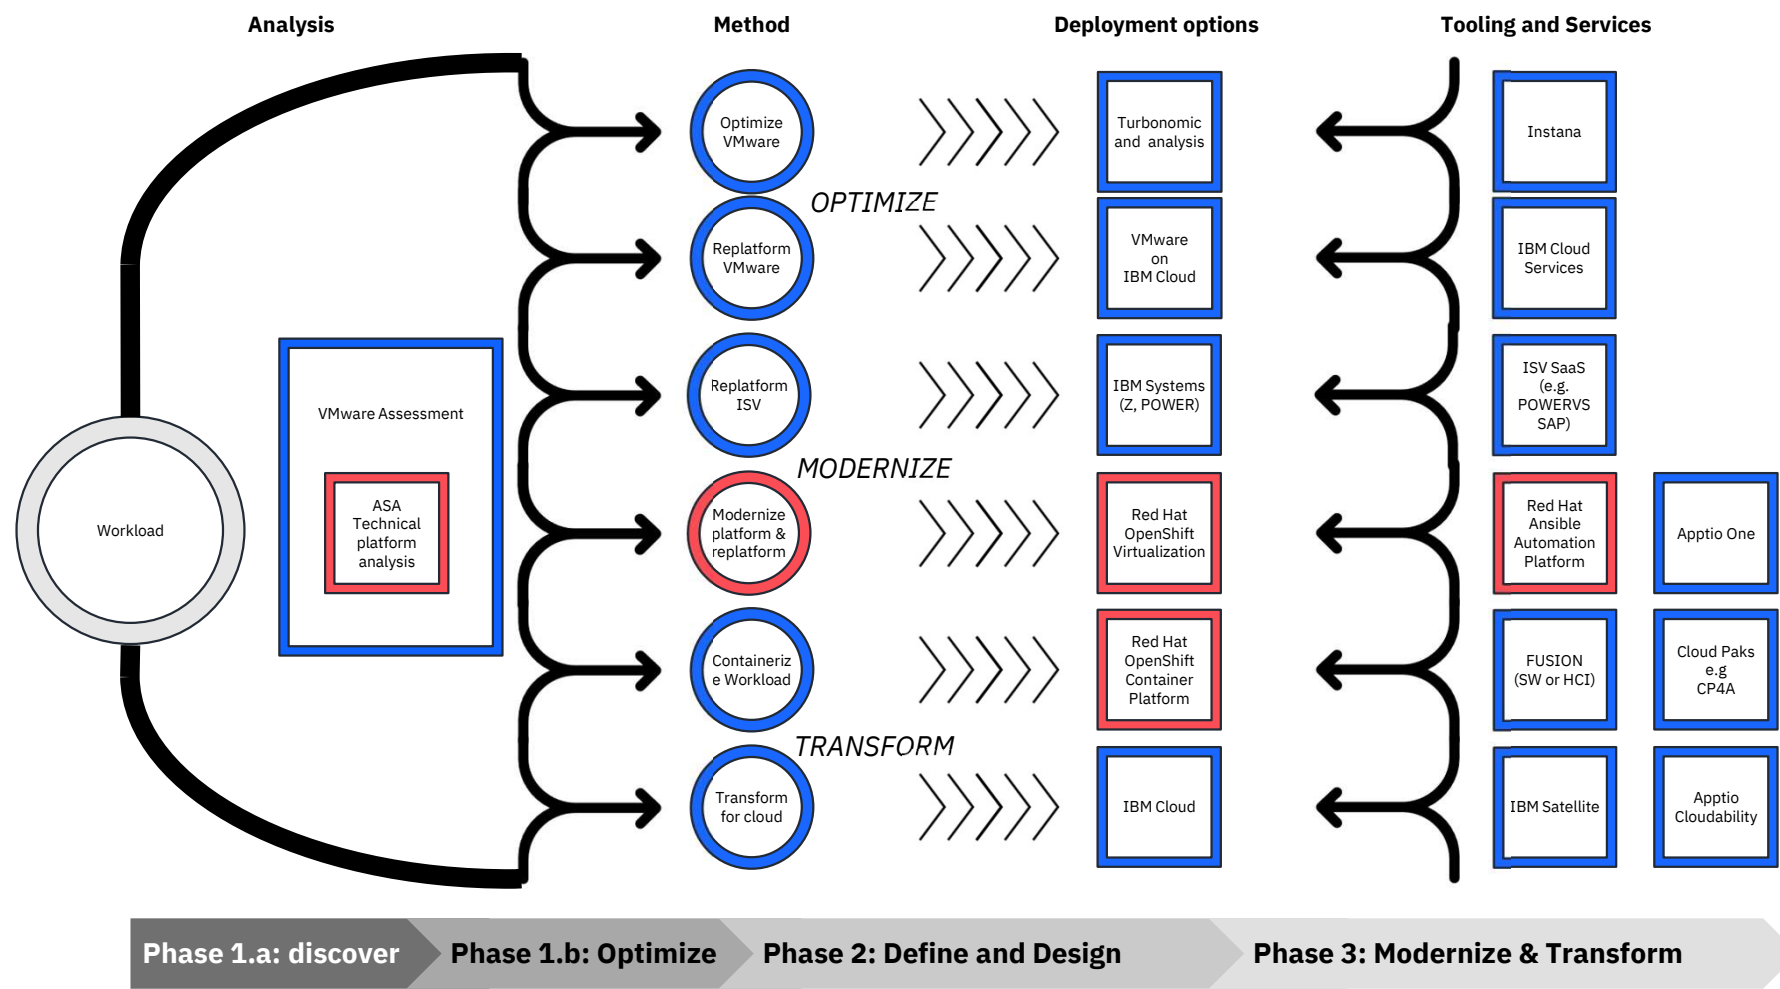 Analysis
Method
Deployment options
Tooling and Services
Workload
VMware Assessment
ASA
Technical
platform
analysis
Optimize
VMware
OPTIMIZE
Replatform
VMware
Replatform
ISV
MODERNIZE
Modernize
platform &
replatform
Containeriz
e Workload
TRANSFORM
Transform
for cloud
Turbonomic
and analysis
VMware
on
IBM Cloud
IBM Systems
(Z, POWER)
Red Hat
OpenShift
Virtualization
Red Hat
OpenShift
Container
Platform
IBM Cloud
Instana
IBM Cloud
Services
ISV SaaS
(e.g.
POWERVS
SAP)
Red Hat
Ansible
Automation
Platform
Apptio One
FUSION
(SW or HCI)
Cloud Paks
e.g
CP4A
IBM Satellite
Apptio
Cloudability
Phase 1.a: discover
Phase 1.b: Optimize
Phase 2: Define and Design
Phase 3: Modernize & Transform